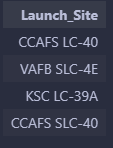 Launch_Site
CCAFS LC-40
VAFB SLC-4E
KSC LC-39A
CCAFS SLC-40